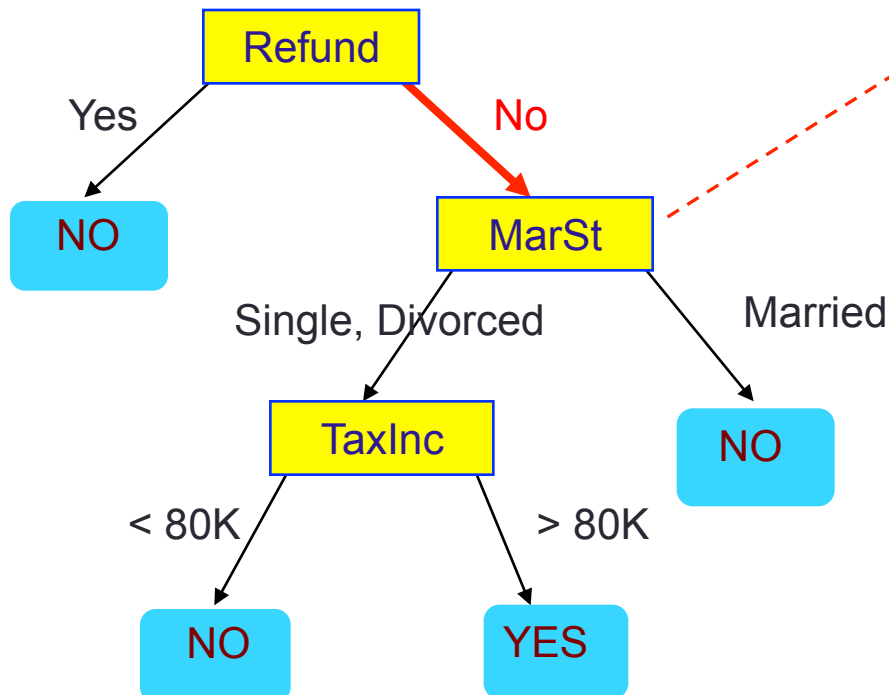 Refund
Yes
No
NO
MarSt
Single, Divorced
Married
TaxInc
NO
< 80K
> 80K
NO
YES